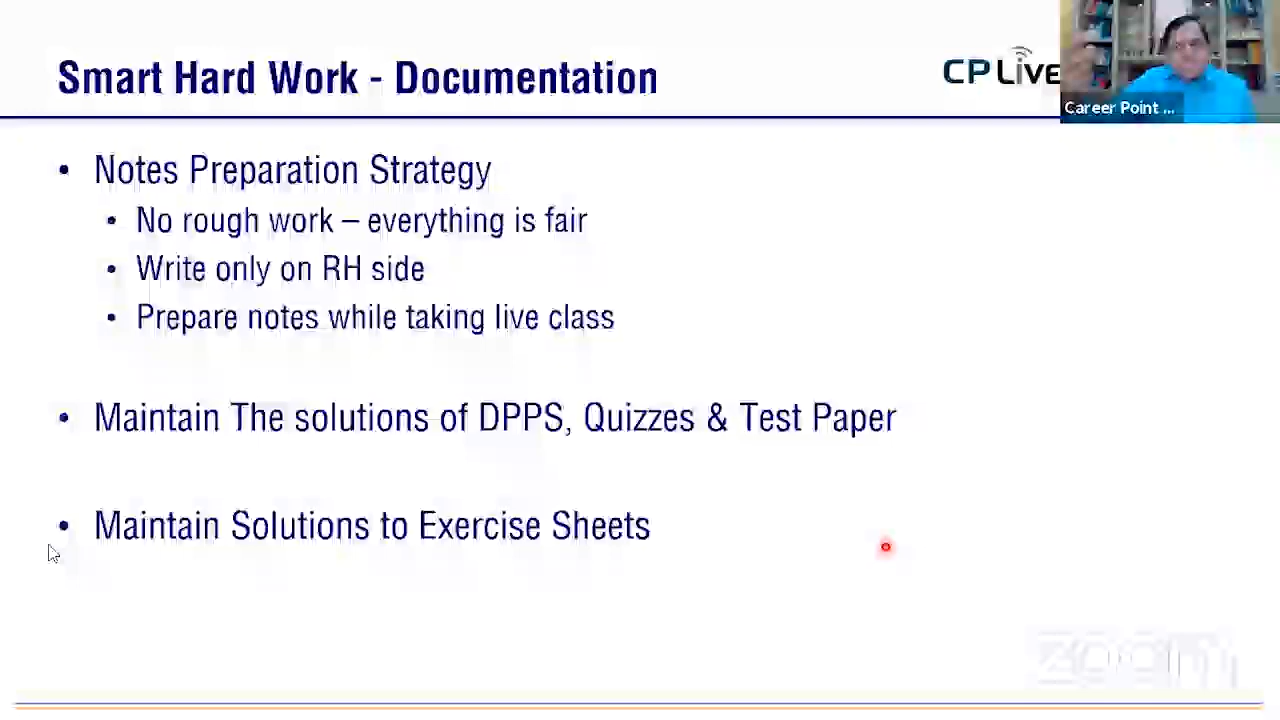 Smart Hard Work - Documentation
CP Live
Career Point ...
• Notes Preparation Strategy
• No rough work – everything is fair
• Write only on RH side
• Prepare notes while taking live class
• Maintain The solutions of DPPS, Quizzes & Test Paper
• Maintain Solutions to Exercise Sheets
zoom